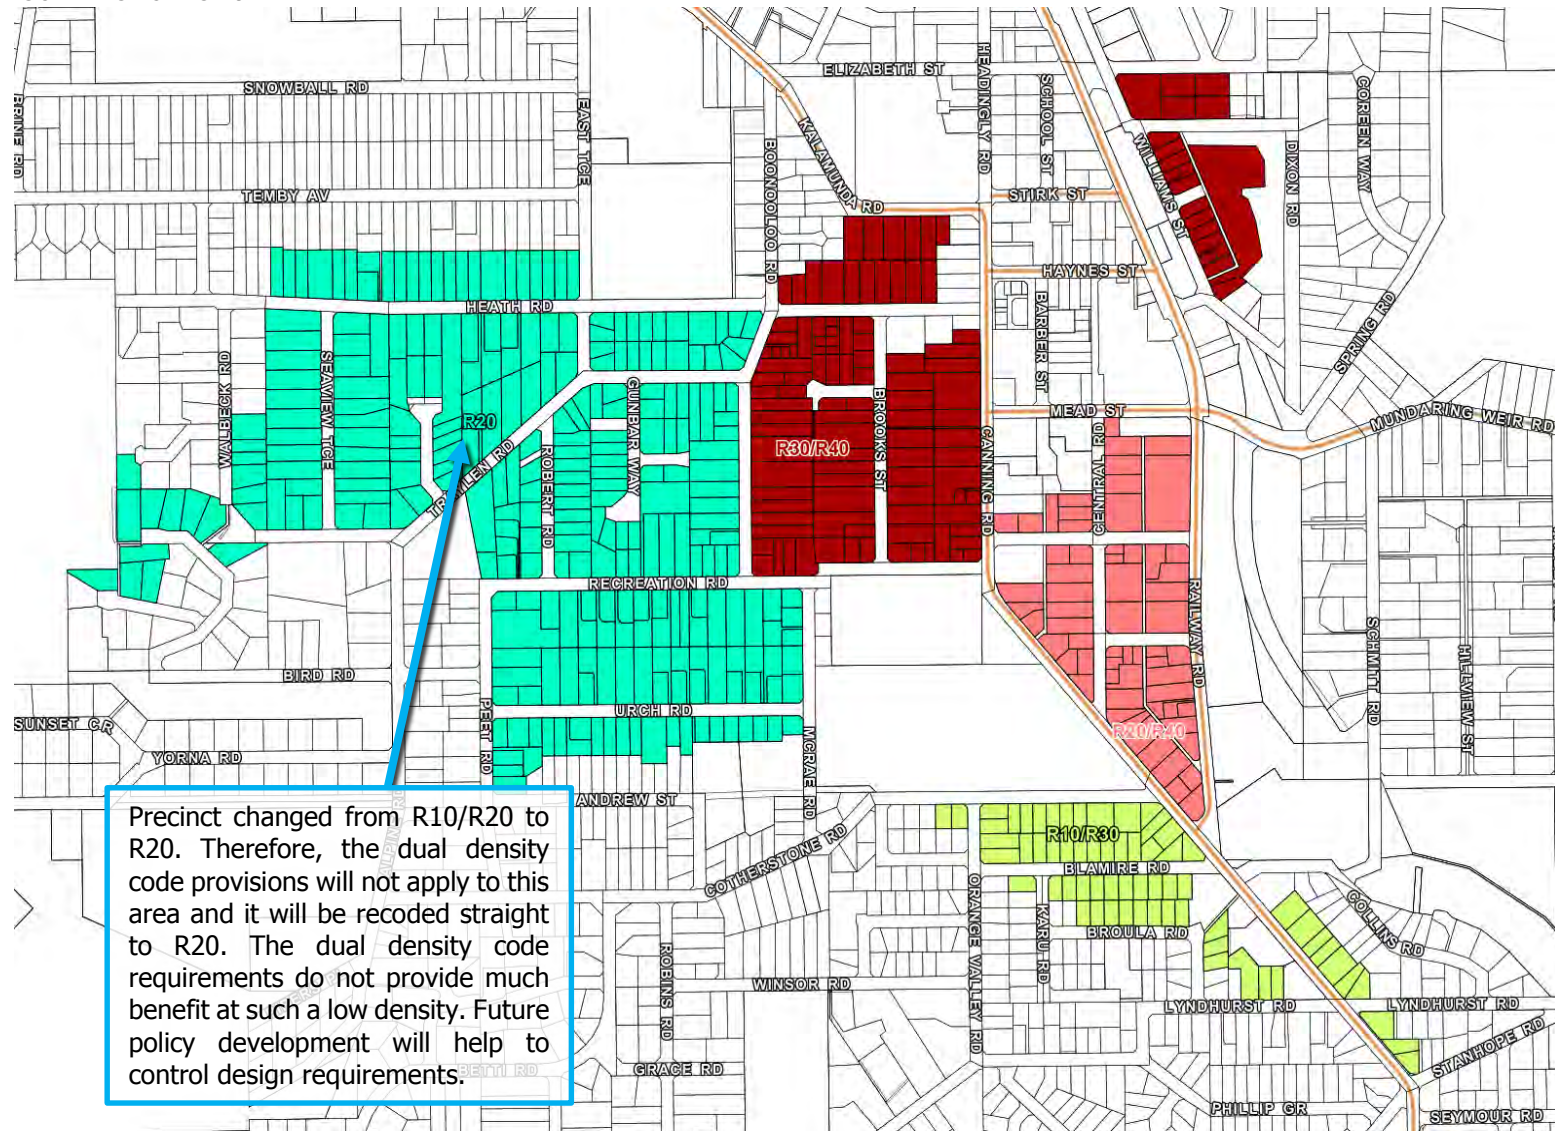 SNOWBALL RD
ELIZABETH ST
HEADINGLY RD
SCHOOL ST
COREEN WAY
EAST TCE
BOONOOLOO RD
KALAMUNDA RD
WILLIAMS ST
DIXON RD
TEMBY AV
STIRK ST
HAYNES ST
HEATH RD
BARBER ST
SPRING RD
WALBECK RD
SEAVIEW TCE
GUNBAR WAY
BROOKS ST
MEAD ST
MUNDARING WEIR RD
R20
R30/R40
CANNING RD
CENTRAL RD
ROBERT RD
RECREATION RD
RAILWAY RD
SCHMITT RD
HILLVIEW ST
BIRD RD
SUNSET CR
PEET RD
URCH RD
MCRAE RD
R20/R40
YORNA RD
ANDREW ST
Precinct changed from R10/R20 to
R20. Therefore, the dual density
code provisions will not apply to this
area and it will be recoded straight
to R20. The dual density code
requirements do not provide much
benefit at such a low density. Future
policy development will help to
control design requirements.
R10/R30
COTHERSTONE RD
BLAMIRE RD
ORANGE VALLEY RD
KARU RD
BROULA RD
COLLINS RD
ROBINS RD
WINSOR RD
LYNDHURST RD
LYNDHURST RD
STANHOPE RD
BETTI RD
GRACE RD
PHILLIP GR
SEYMOUR RD